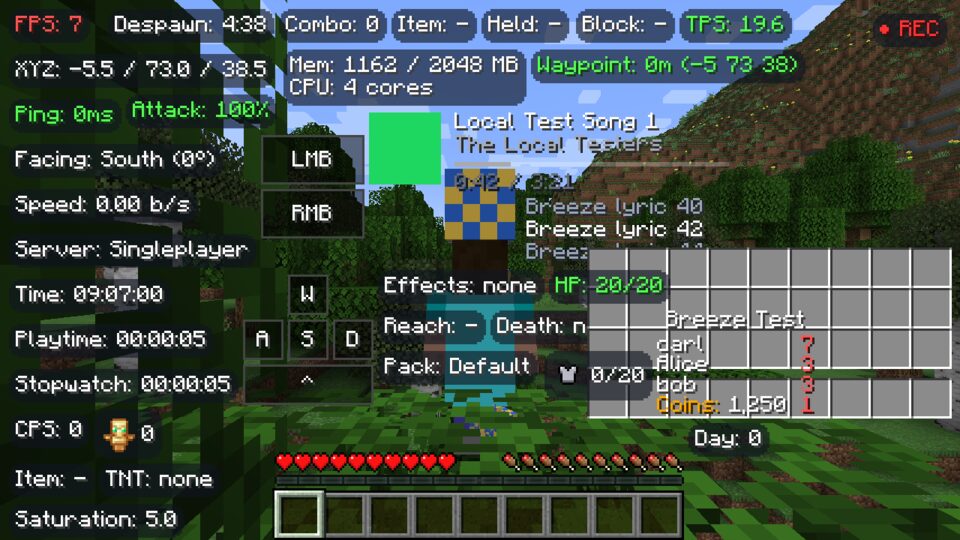 FPS: 7
Despawn: 4:38
Combo: 0
Item: -
Held: -
Block: -
TPS: 19.6
● REC
XYZ: -5.5 / 73.0 / 38.5
Mem: 1162 / 2048 MB
CPU: 4 cores
Waypoint: 0m (-5 73 38)
Ping: 0ms
Attack: 100%
Local Test Song 1
The Local Testers
0:42 / 3:21
Facing: South (0°)
LMB
RMB
Breeze lyric 40
Breeze lyric 42
Breeze
Speed: 0.00 b/s
Server: Singleplayer
Effects: none
HP: 20/20
Time: 09:07:00
W
A
S
D
^
Reach: -
Death: n
Breeze Test
darl 7
Alice 3
bob 3
Coins: 1,250 1
Playtime: 00:00:05
Pack: Default
0/20
Stopwatch: 00:00:05
CPS: 0
0
Day: 0
Item: -
TNT: none
Saturation: 5.0